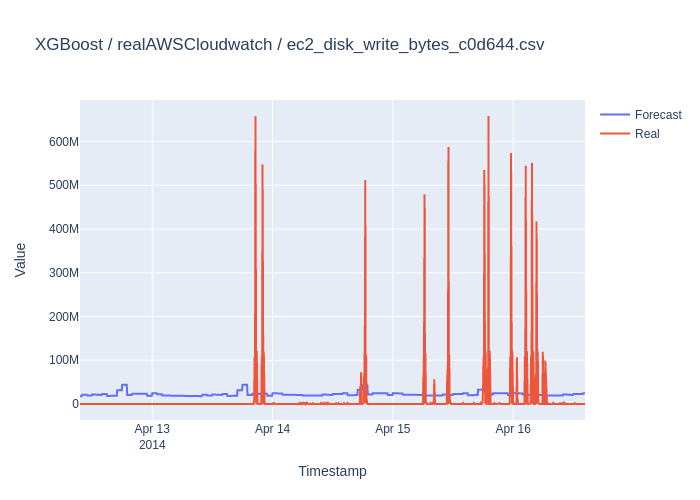 XGBoost / realAWSCloudwatch / ec2_disk_write_bytes_c0d644.csv
Forecast
Real
600M
500M
400M
300M
200M
100M
0
Value
Apr 13
2014
Apr 14
Apr 15
Apr 16
Timestamp